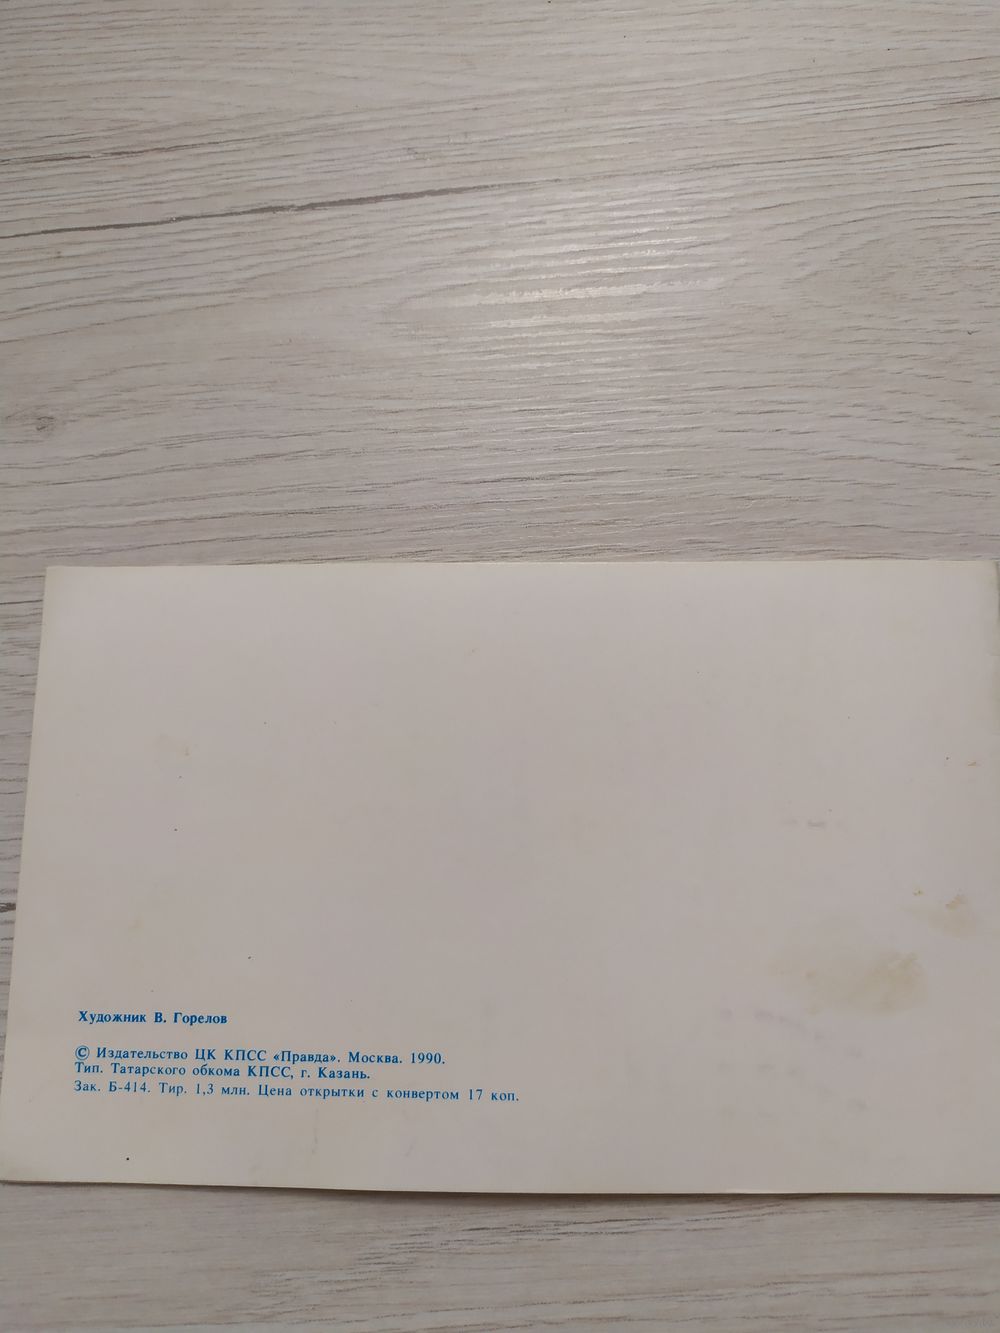 Художник В. Горелов
© Издательство ЦК КПСС «Правда». Москва. 1990.
Тип. Татарского обкома КПСС, г. Казань.
Зак. Б-414. Тир. 1,3 млн. Цена открытки с конвертом 17 коп.